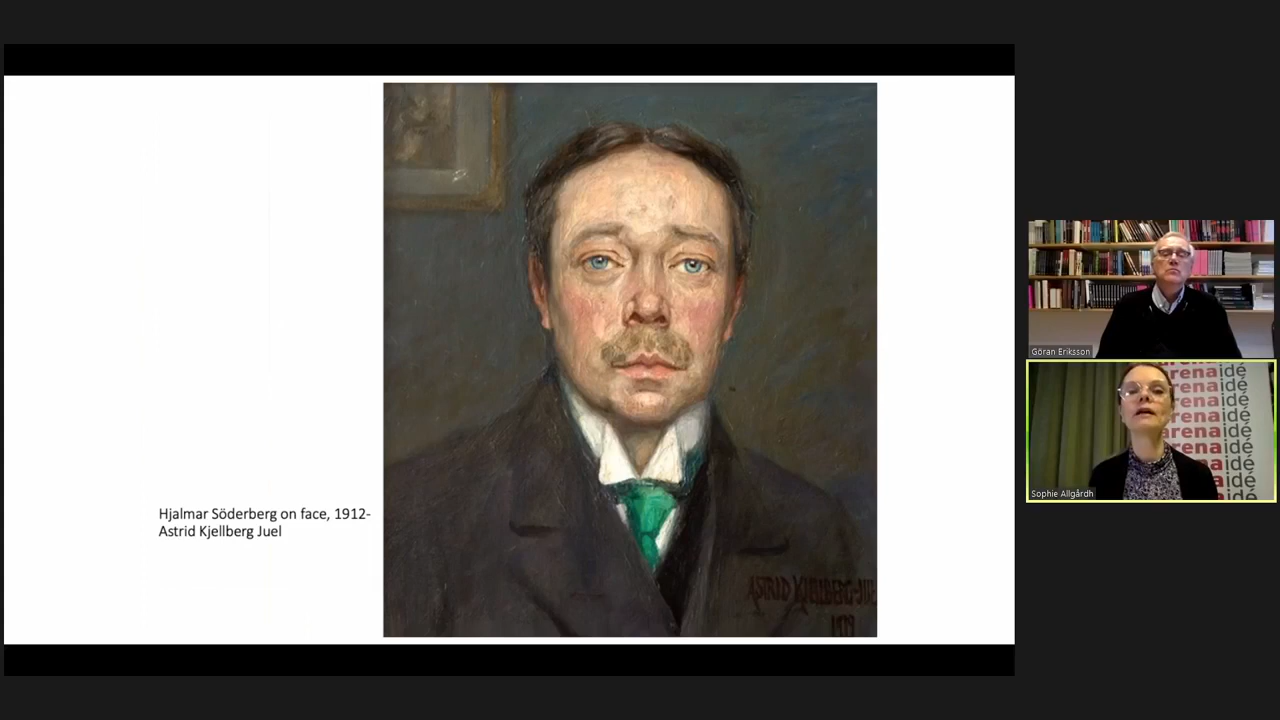 Hjalmar Söderberg on face, 1912-
Astrid Kjellberg Juel
ASTRID KJELLBERG-JUE
Göran Eriksson
arenaidé
arenaidé
arenaidé
arenaidé
arenaidé
Sophie Allgårdh